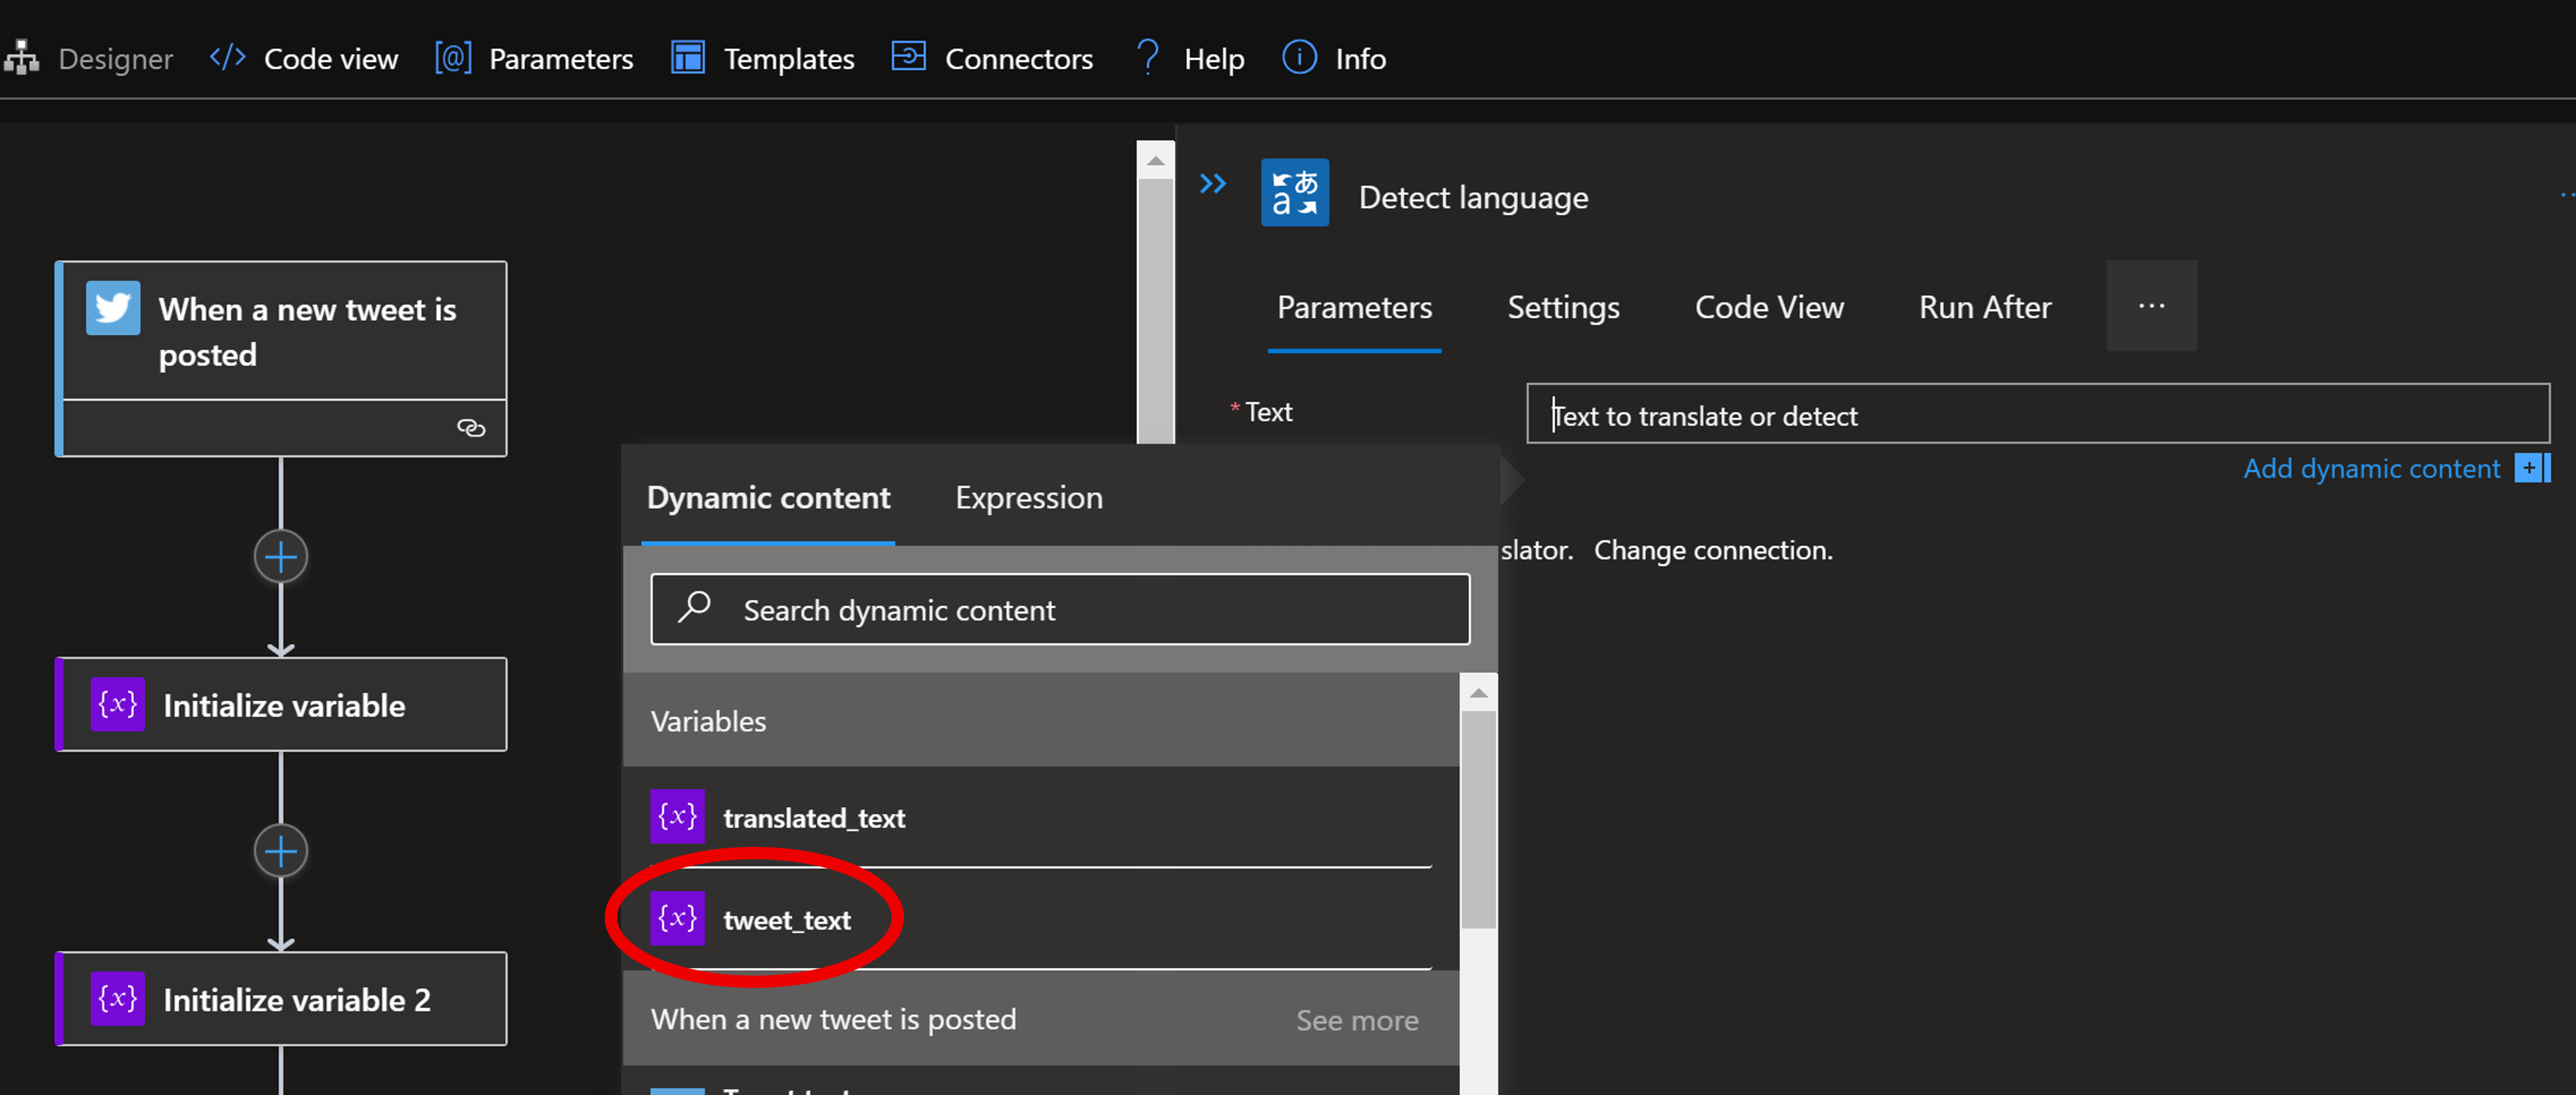 Designer </> Code view [@] Parameters Templates Connectors ? Help i Info
Detect language
Parameters Settings Code View Run After ...
* Text
Text to translate or detect
Add dynamic content
slator. Change connection.
When a new tweet is
posted
Initialize variable
Initialize variable 2
Dynamic content Expression
Search dynamic content
Variables
{x} translated_text
{x} tweet_text
When a new tweet is posted See more